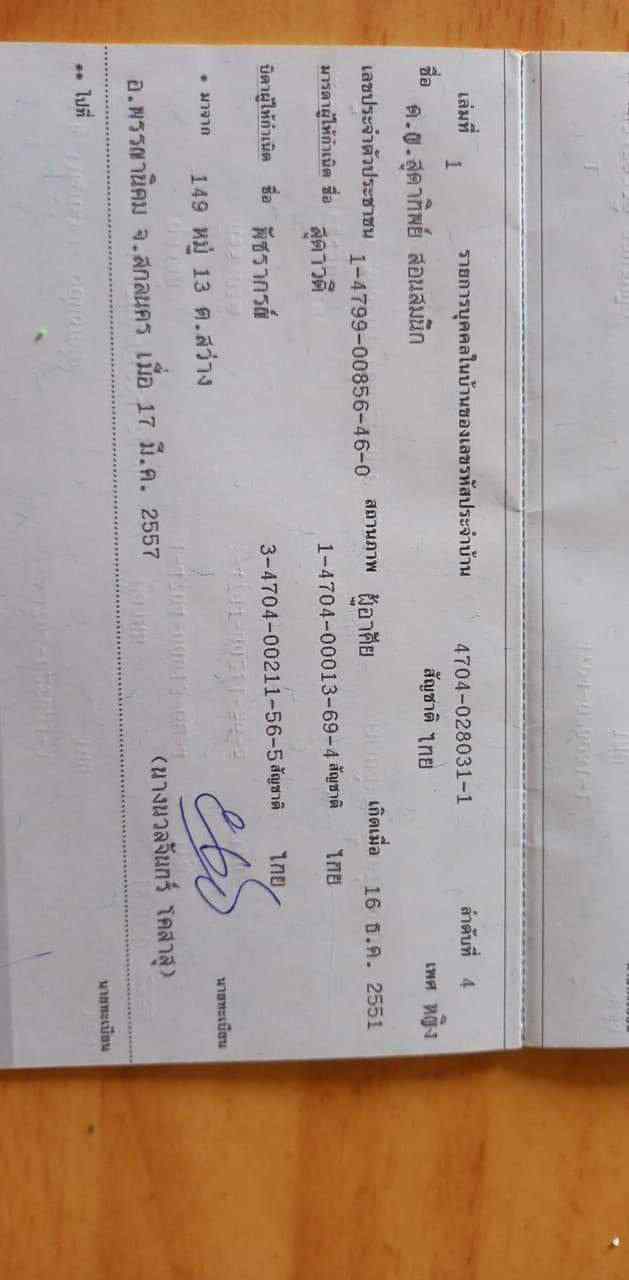 เล่มที่ 1 รายการบุคคลในบ้านของเลขรหัสประจำบ้าน 4704-028031-1 ลำดับที่ 4
ชื่อ ด.ญ.สุดาทิพย์ สอนสมนึก สัญชาติ ไทย เพศ หญิง
เลขประจำตัวประชาชน 1-4799-00856-46-0 สถานภาพ ผู้อาศัย เกิดเมื่อ 16 ธ.ค. 2551
มารดาผู้ให้กำเนิด ชื่อ สุดาวดี 1-4704-00013-69-4 สัญชาติ ไทย
บิดาผู้ให้กำเนิด ชื่อ พัชรากรณ์ 3-4704-00211-56-5 สัญชาติ ไทย
* มาจาก 149 หมู่ 13 ต.สว่าง นายทะเบียน
อ.พรรณานิคม จ.สกลนคร เมื่อ 17 มี.ค. 2557 (นางนวลจันทร์ โคสาสุ)
** ไปที่ นายทะเบียน